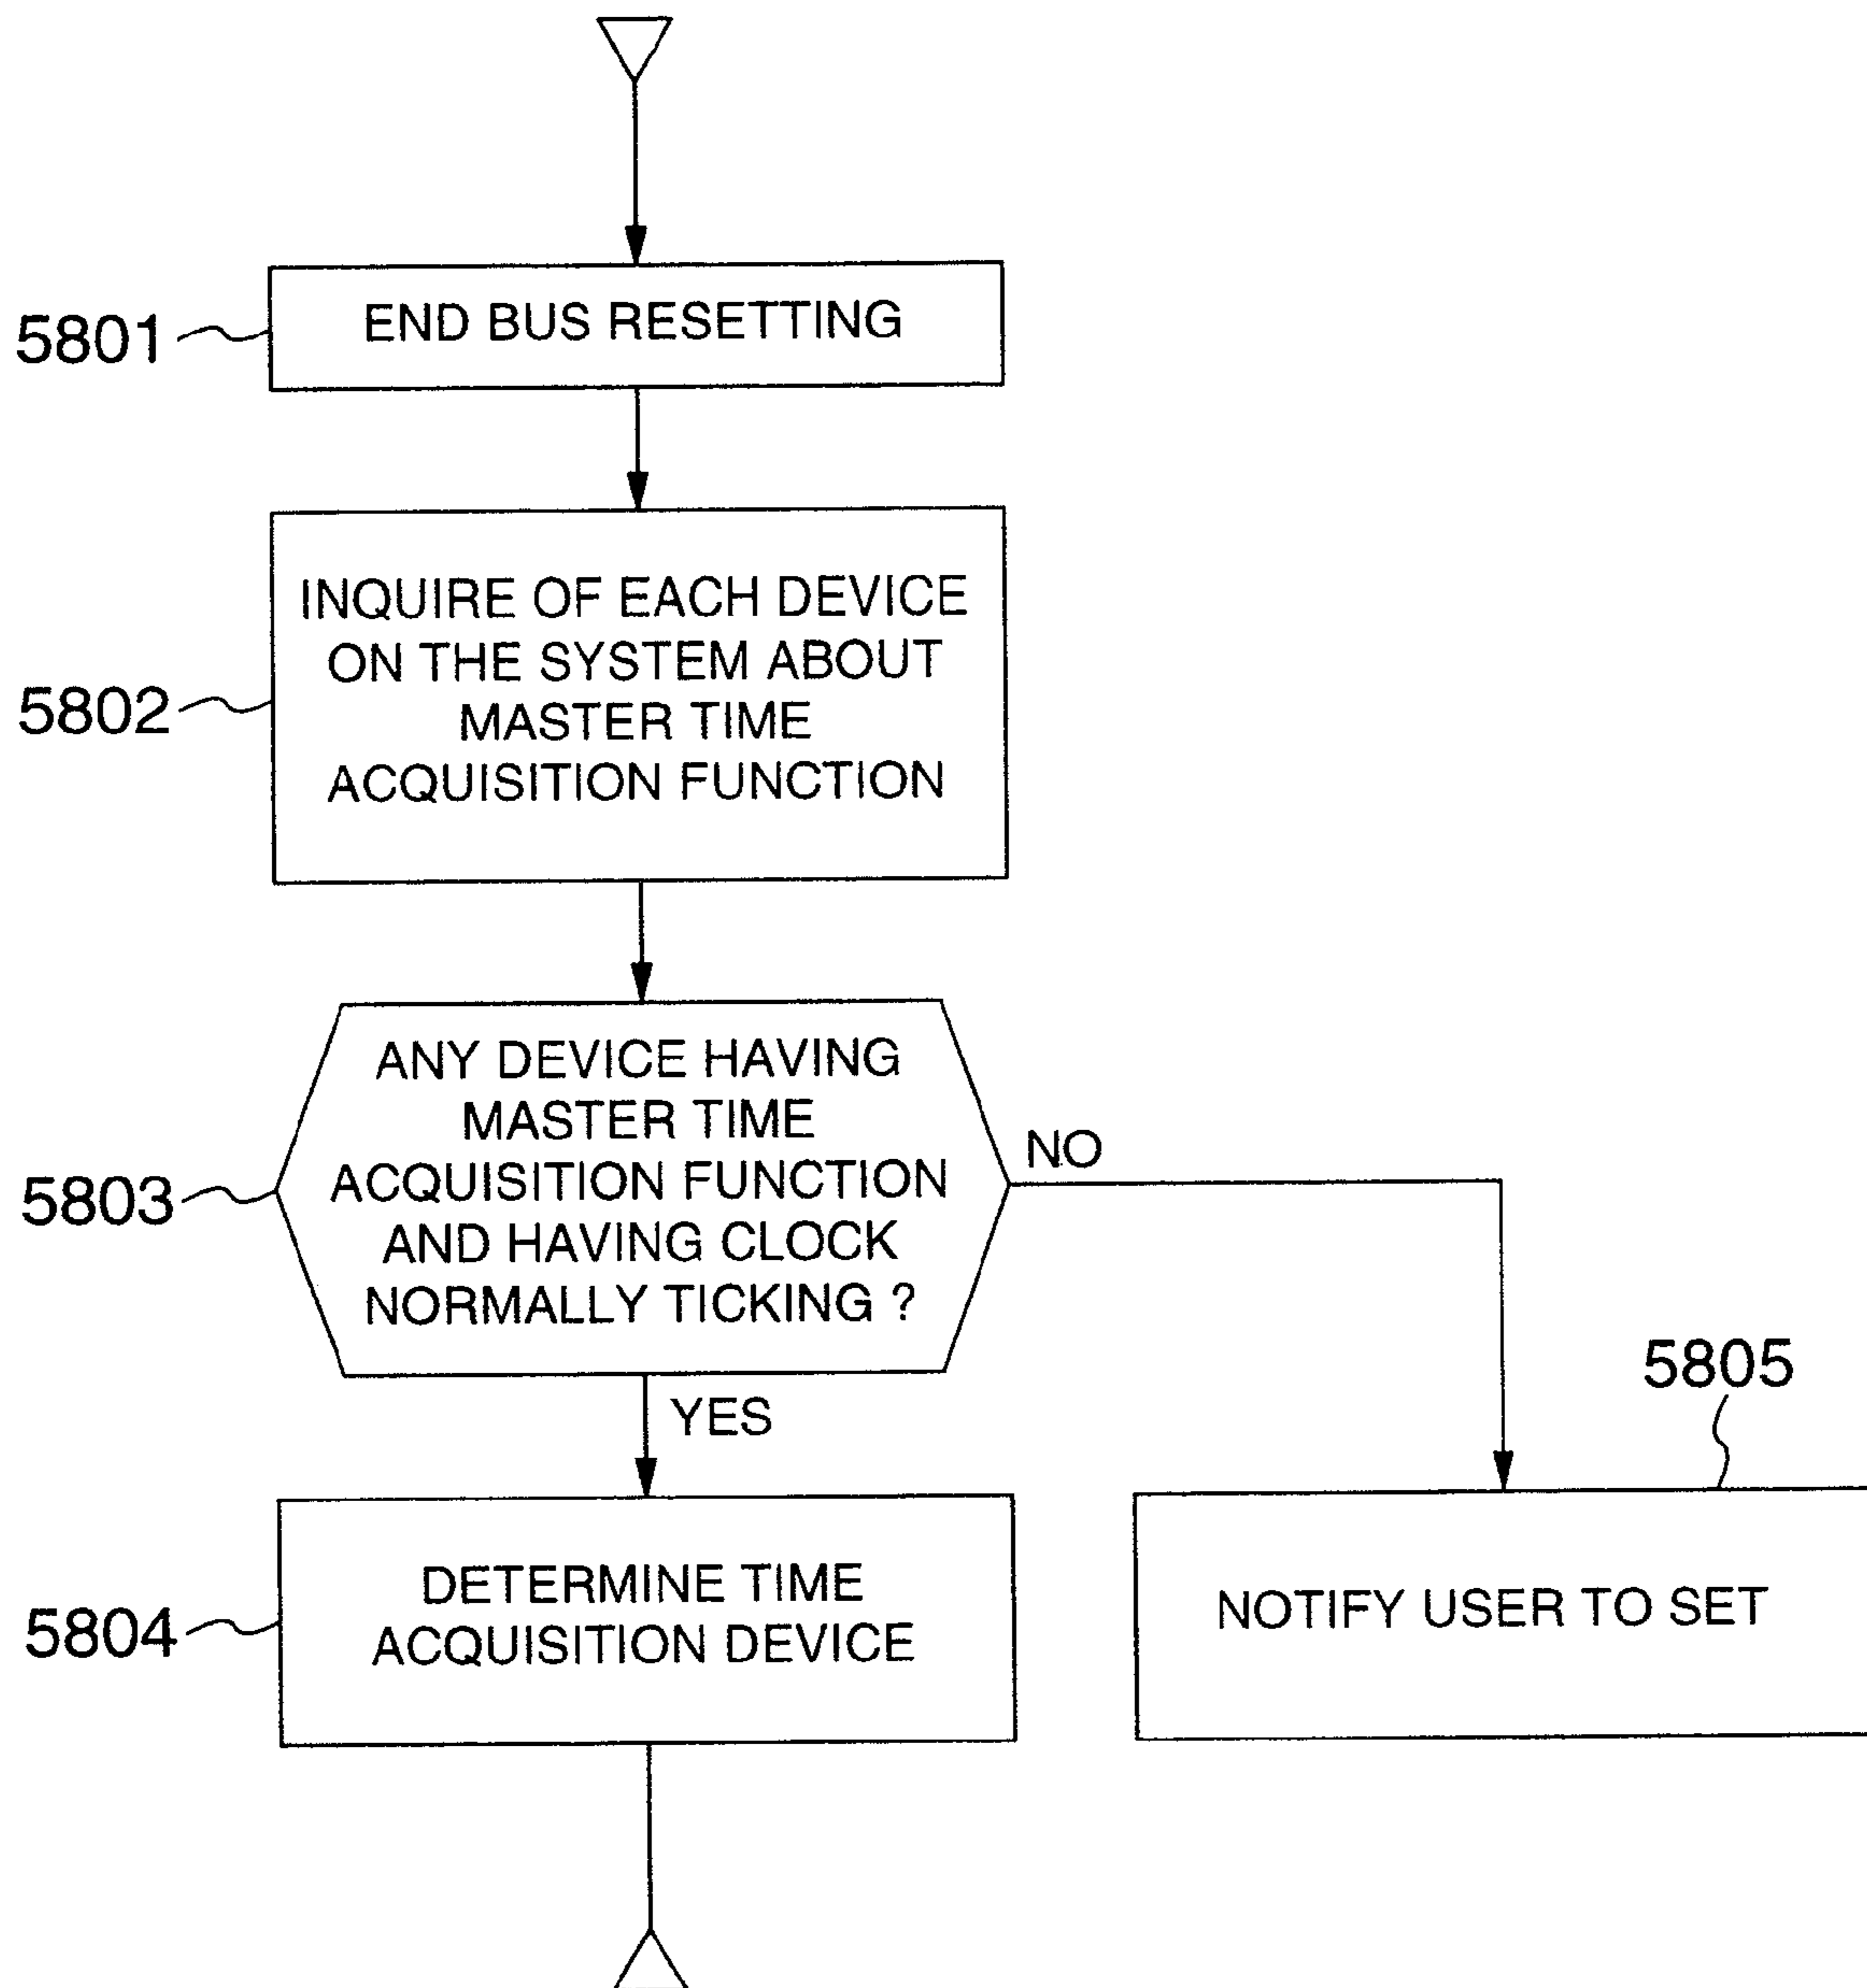 5801
END BUS RESETTING
5802
INQUIRE OF EACH DEVICE
ON THE SYSTEM ABOUT
MASTER TIME
ACQUISITION FUNCTION
5803
ANY DEVICE HAVING
MASTER TIME
ACQUISITION FUNCTION
AND HAVING CLOCK
NORMALLY TICKING ?
NO
YES
5804
DETERMINE TIME
ACQUISITION DEVICE
5805
NOTIFY USER TO SET